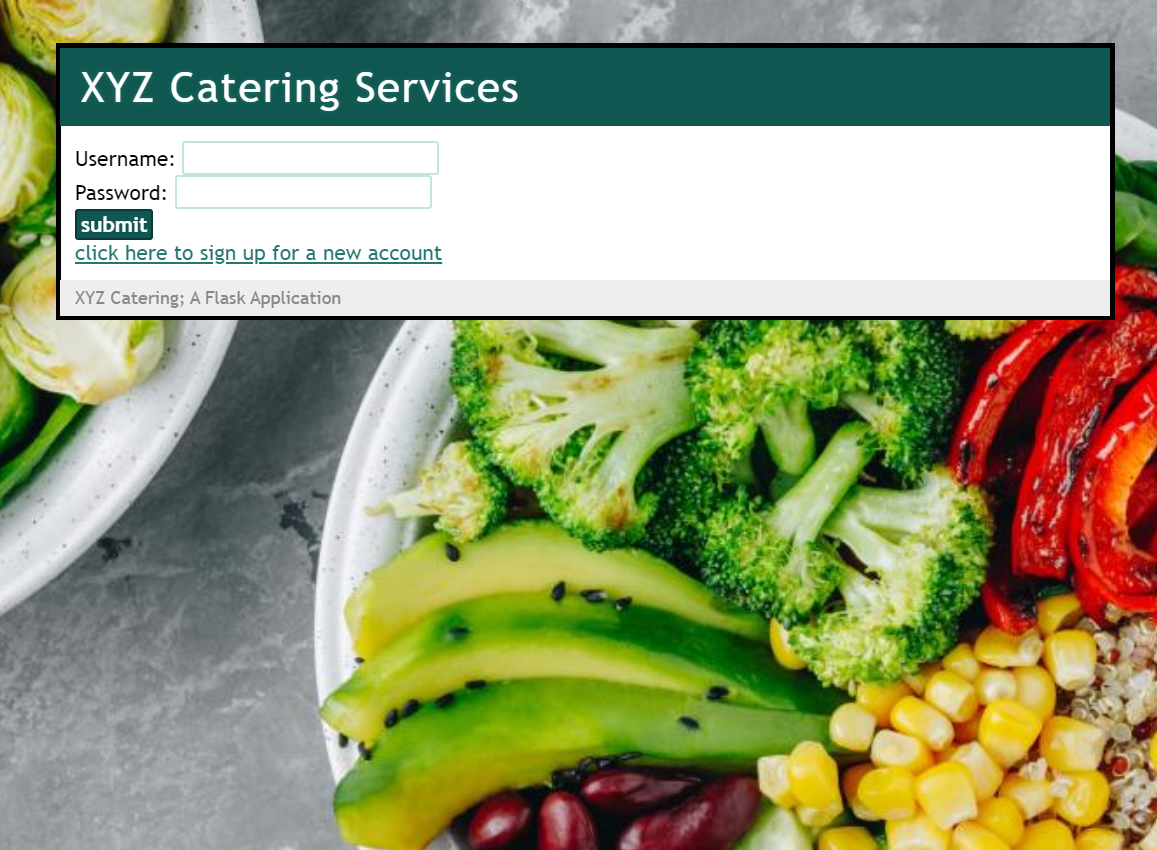 XYZ Catering Services
Username:
Password:
submit
click here to sign up for a new account
XYZ Catering; A Flask Application